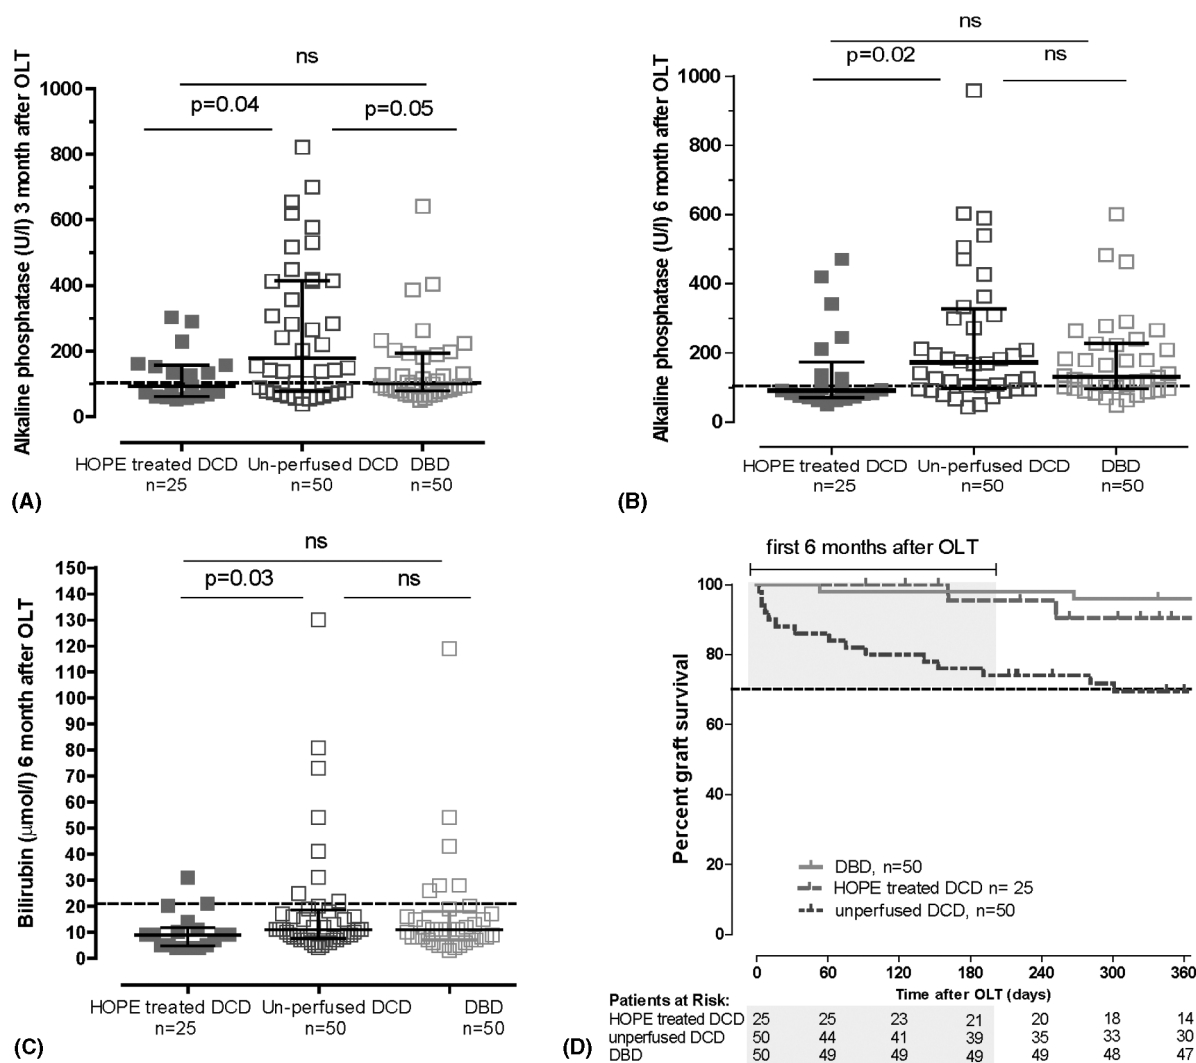 ns
p=0.04
p=0.05
Alkaline phosphatase (U/l) 3 month after OLT
1000
800
600
400
200
0
HOPE treated DCD Un-perfused DCD DBD
n=25 n=50 n=50
(A)
ns
p=0.02
ns
Alkaline phosphatase (U/l) 6 month after OLT
1000
800
600
400
200
0
HOPE treated DCD Un-perfused DCD DBD
n=25 n=50 n=50
(B)
ns
p=0.03
ns
Bilirubin (μmol/l) 6 month after OLT
150
140
130
120
110
100
90
80
70
60
50
40
30
20
10
0
HOPE treated DCD Un-perfused DCD DBD
n=25 n=50 n=50
(C)
first 6 months after OLT
Percent graft survival
100
80
60
40
20
0
DBD, n=50
HOPE treated DCD n= 25
unperfused DCD, n=50
0 60 120 180 240 300 360
Time after OLT (days)
Patients at Risk:
HOPE treated DCD 25 25 23 21 20 18 14
unperfused DCD 50 44 41 39 35 33 30
DBD 50 49 49 49 49 48 47
(D)